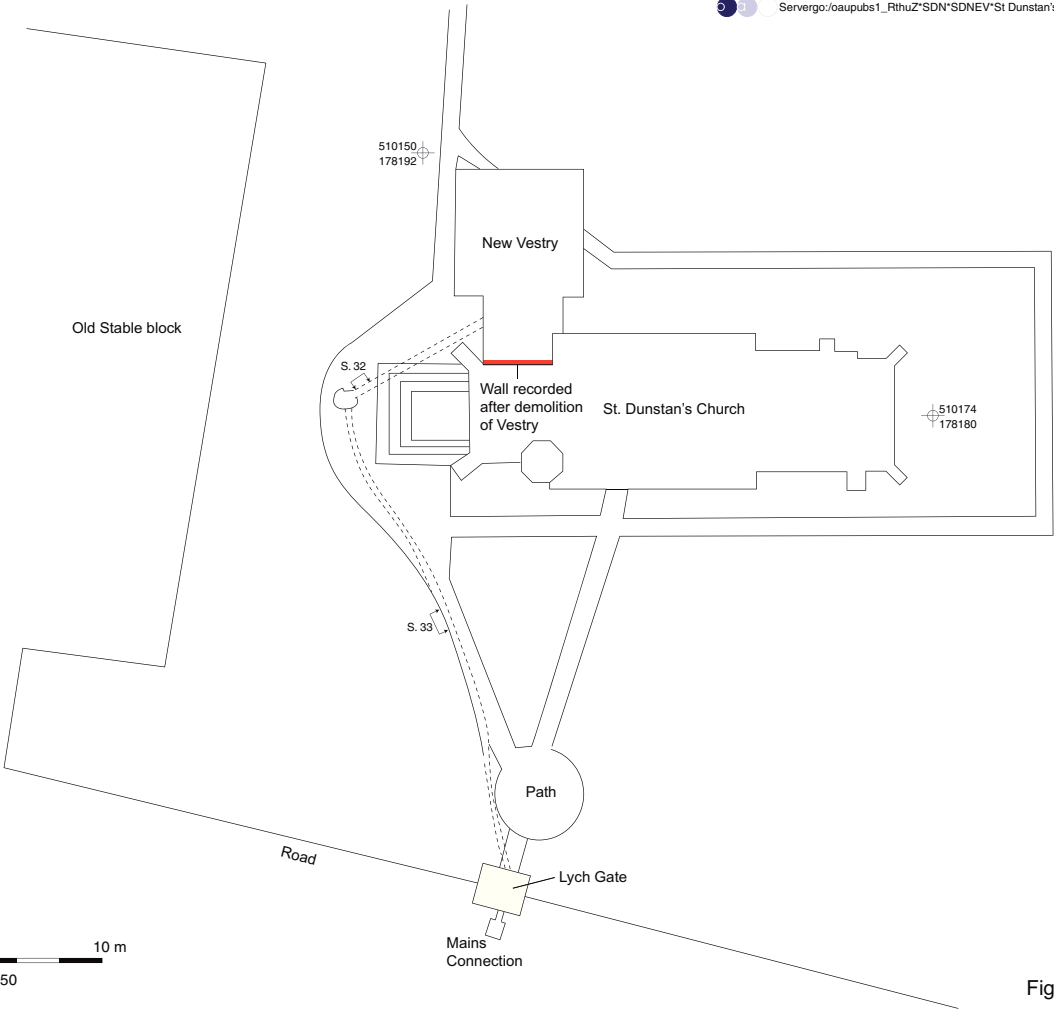 Servergo:/oaupubs1_RthuZ*SDN*SDNEV*St Dunstan's
510150
178192
New Vestry
Old Stable block
S. 32
Wall recorded
after demolition
of Vestry
St. Dunstan's Church
510174
178180
S. 33
Path
Road
Lych Gate
Mains
Connection
10 m
50
Fig